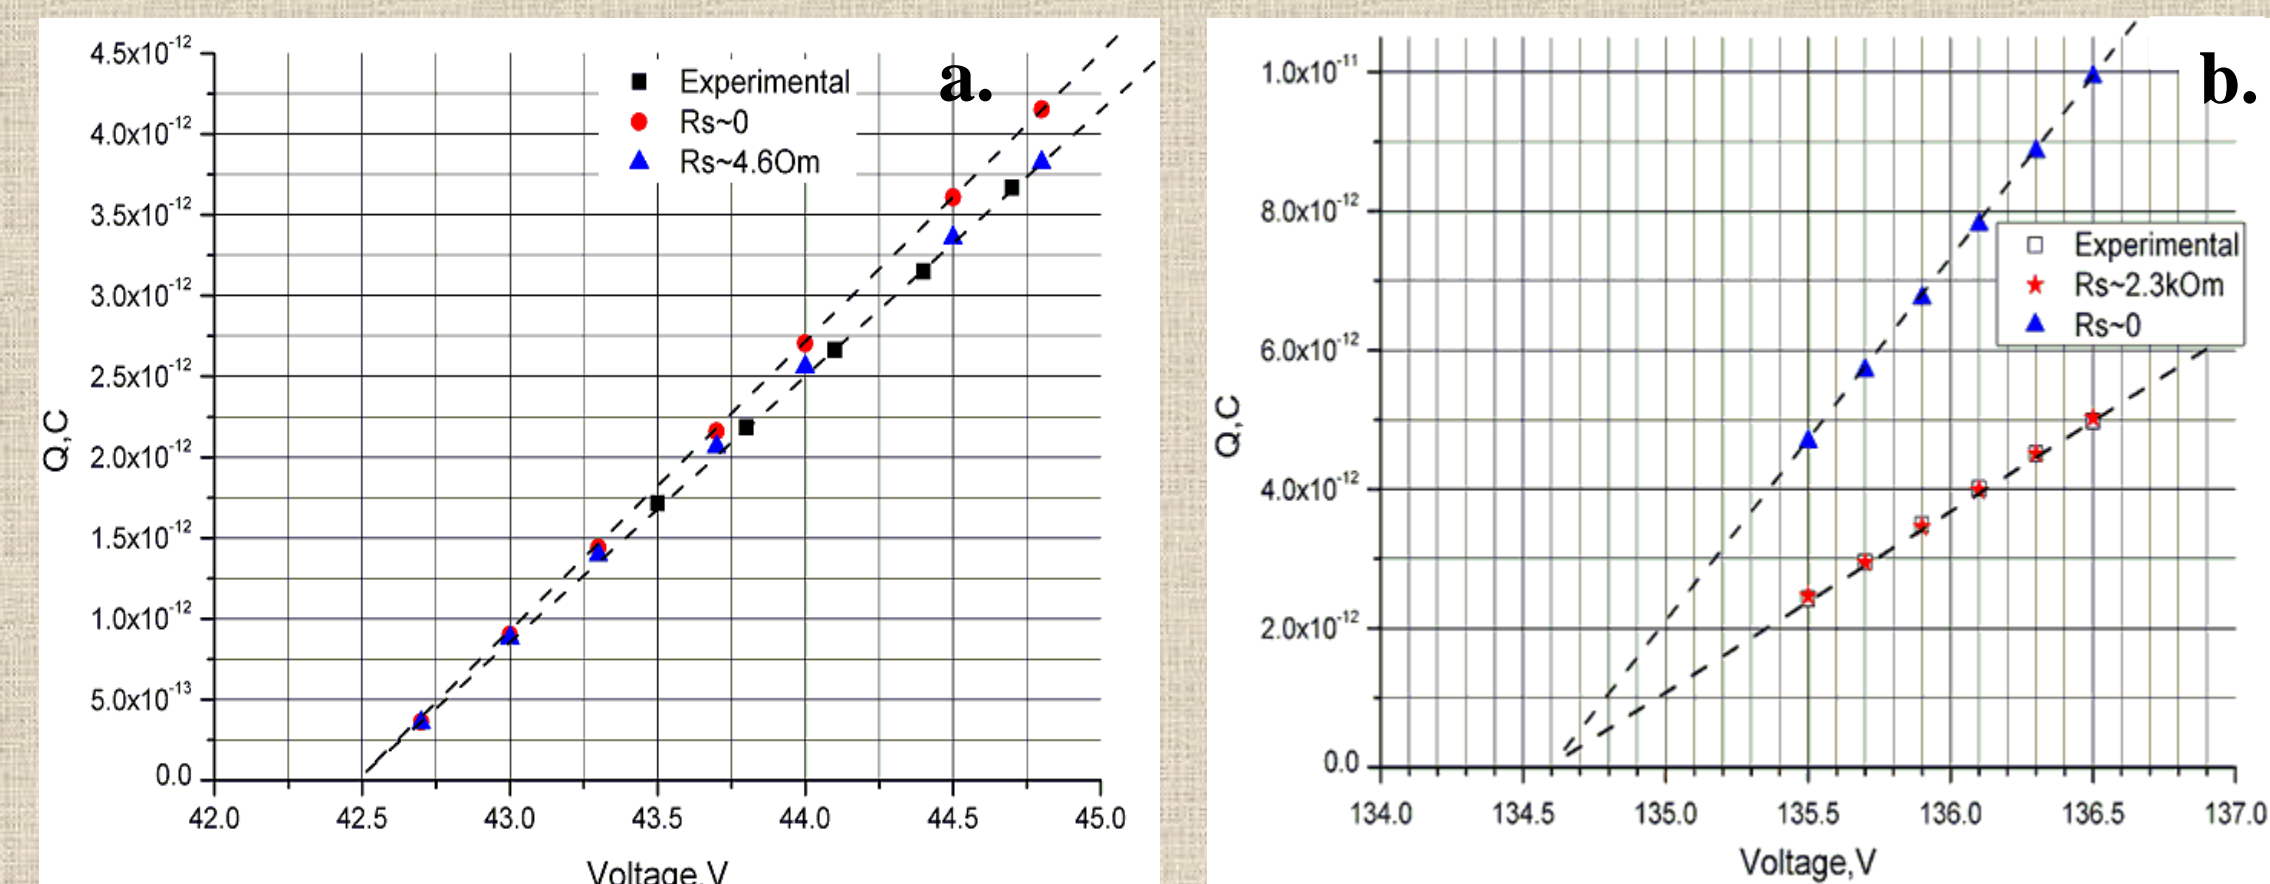 a.
Experimental
Rs~0
Rs~4.6Om
4.5x10⁻¹²
4.0x10⁻¹²
3.5x10⁻¹²
3.0x10⁻¹²
2.5x10⁻¹²
2.0x10⁻¹²
1.5x10⁻¹²
1.0x10⁻¹²
5.0x10⁻¹³
0.0
Q,C
42.0 42.5 43.0 43.5 44.0 44.5 45.0
Voltage,V
b.
Experimental
Rs~2.3kOm
Rs~0
1.0x10⁻¹¹
8.0x10⁻¹²
6.0x10⁻¹²
4.0x10⁻¹²
2.0x10⁻¹²
0.0
Q,C
134.0 134.5 135.0 135.5 136.0 136.5 137.0
Voltage,V